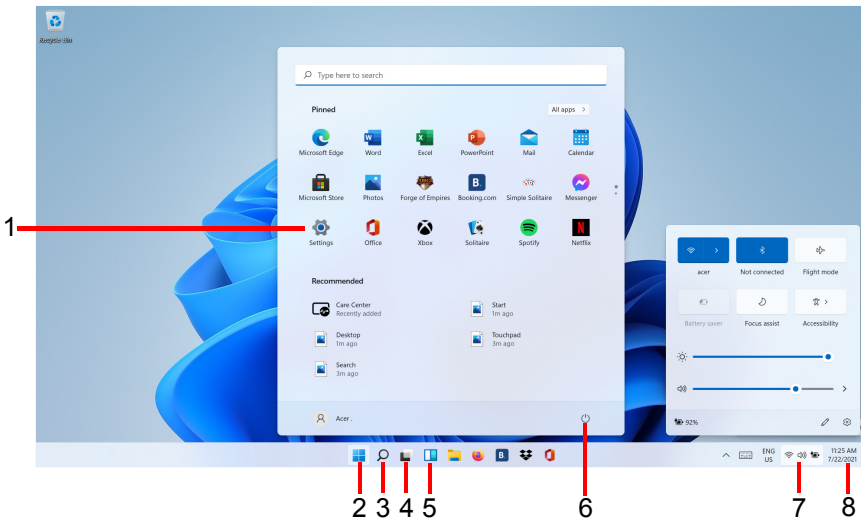 Recycle Bin
Type here to search
Pinned
All apps >
Microsoft Edge
Word
Excel
PowerPoint
Mail
Calendar
Microsoft Store
Photos
Forge of Empires
Booking.com
Simple Solitaire
Messenger
1
Settings
Office
Xbox
Solitaire
Spotify
Netflix
Recommended
Care Center
Recently added
Start
1m ago
Desktop
1m ago
Touchpad
3m ago
Search
3m ago
Acer .
acer
Not connected
Flight mode
Battery saver
Focus assist
Accessibility
92%
ENG
US
11:25 AM
7/22/2021
2 3 4 5 6 7 8